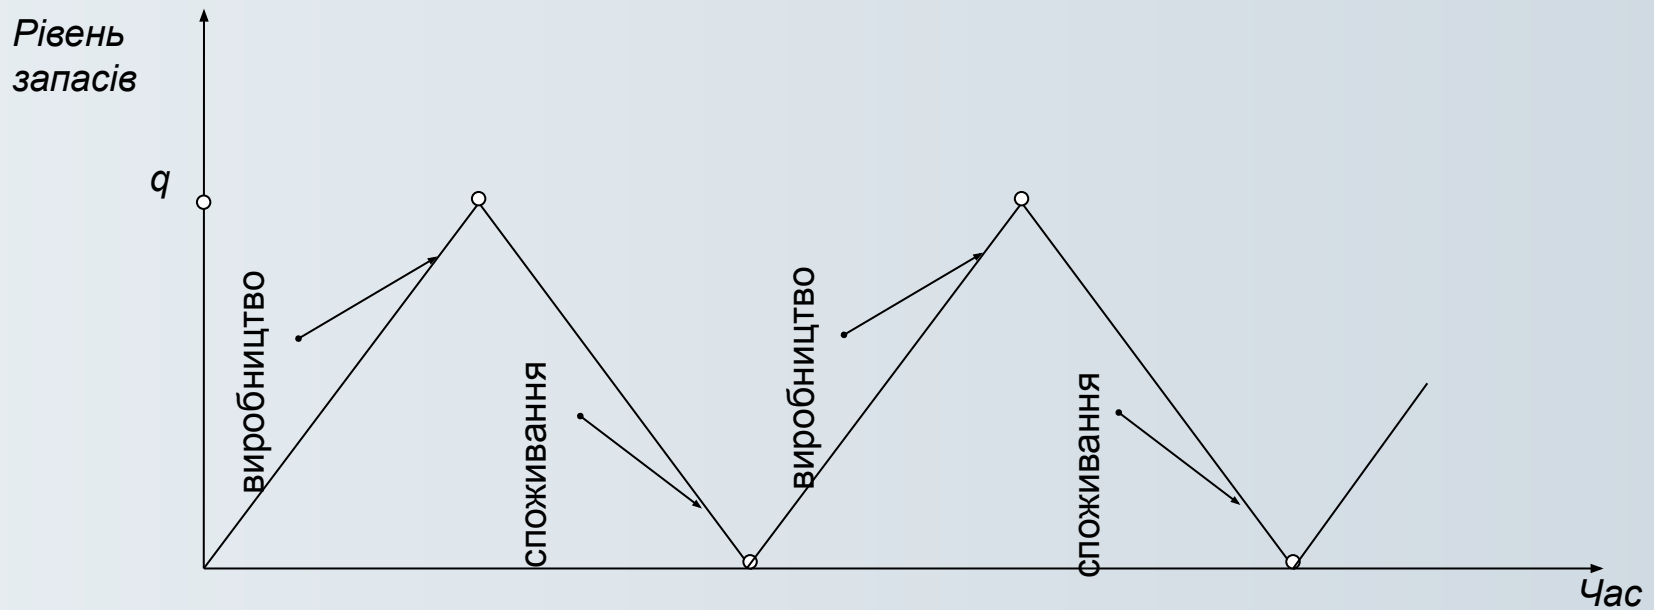 Рівень
запасів
q
виробництво
споживання
виробництво
споживання
Час